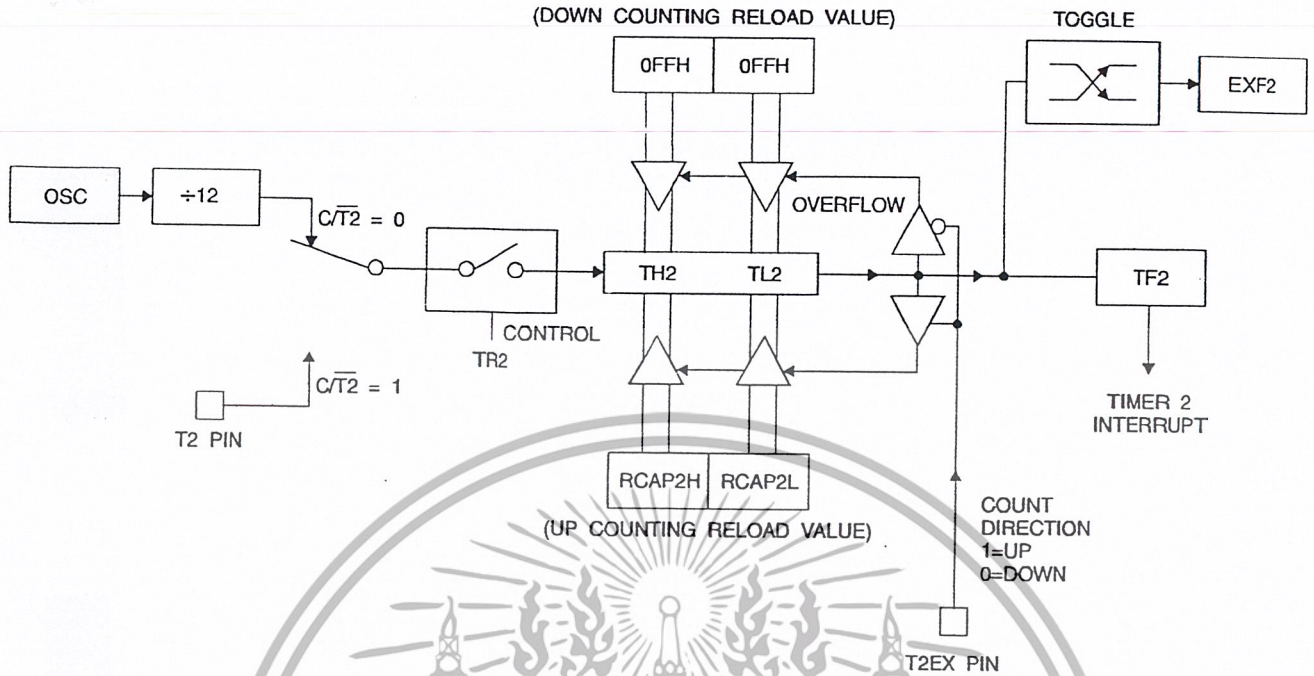 (DOWN COUNTING RELOAD VALUE)
TOGGLE
0FFH 0FFH
EXF2
OSC
÷12
C/T2̅ = 0
OVERFLOW
TH2 TL2
TF2
CONTROL
TR2
C/T2̅ = 1
T2 PIN
TIMER 2
INTERRUPT
RCAP2H RCAP2L
(UP COUNTING RELOAD VALUE)
COUNT
DIRECTION
1=UP
0=DOWN
T2EX PIN